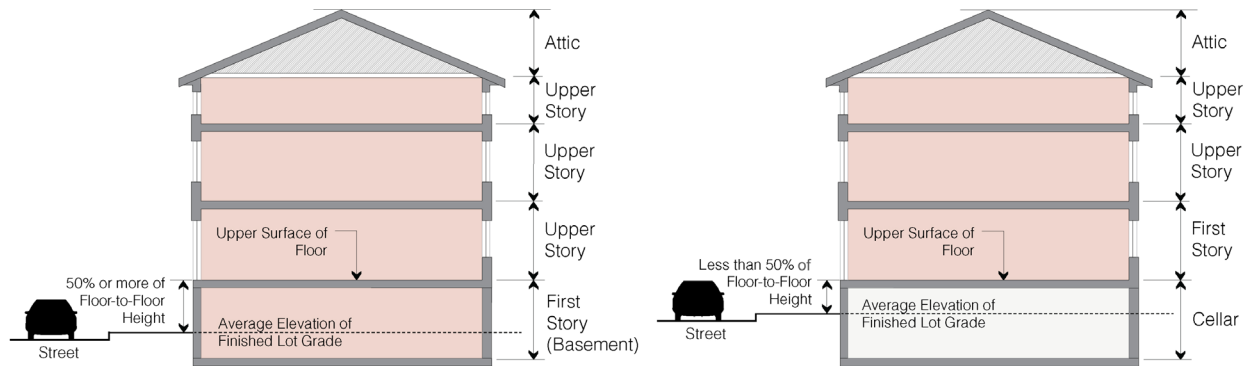 Attic
Upper
Story
Upper
Story
Upper Surface of
Floor
Upper
Story
50% or more of
Floor-to-Floor
Height
Average Elevation of
Finished Lot Grade
First
Story
(Basement)
Street
Attic
Upper
Story
Upper
Story
Upper Surface of
Floor
First
Story
Less than 50% of
Floor-to-Floor
Height
Average Elevation of
Finished Lot Grade
Cellar
Street